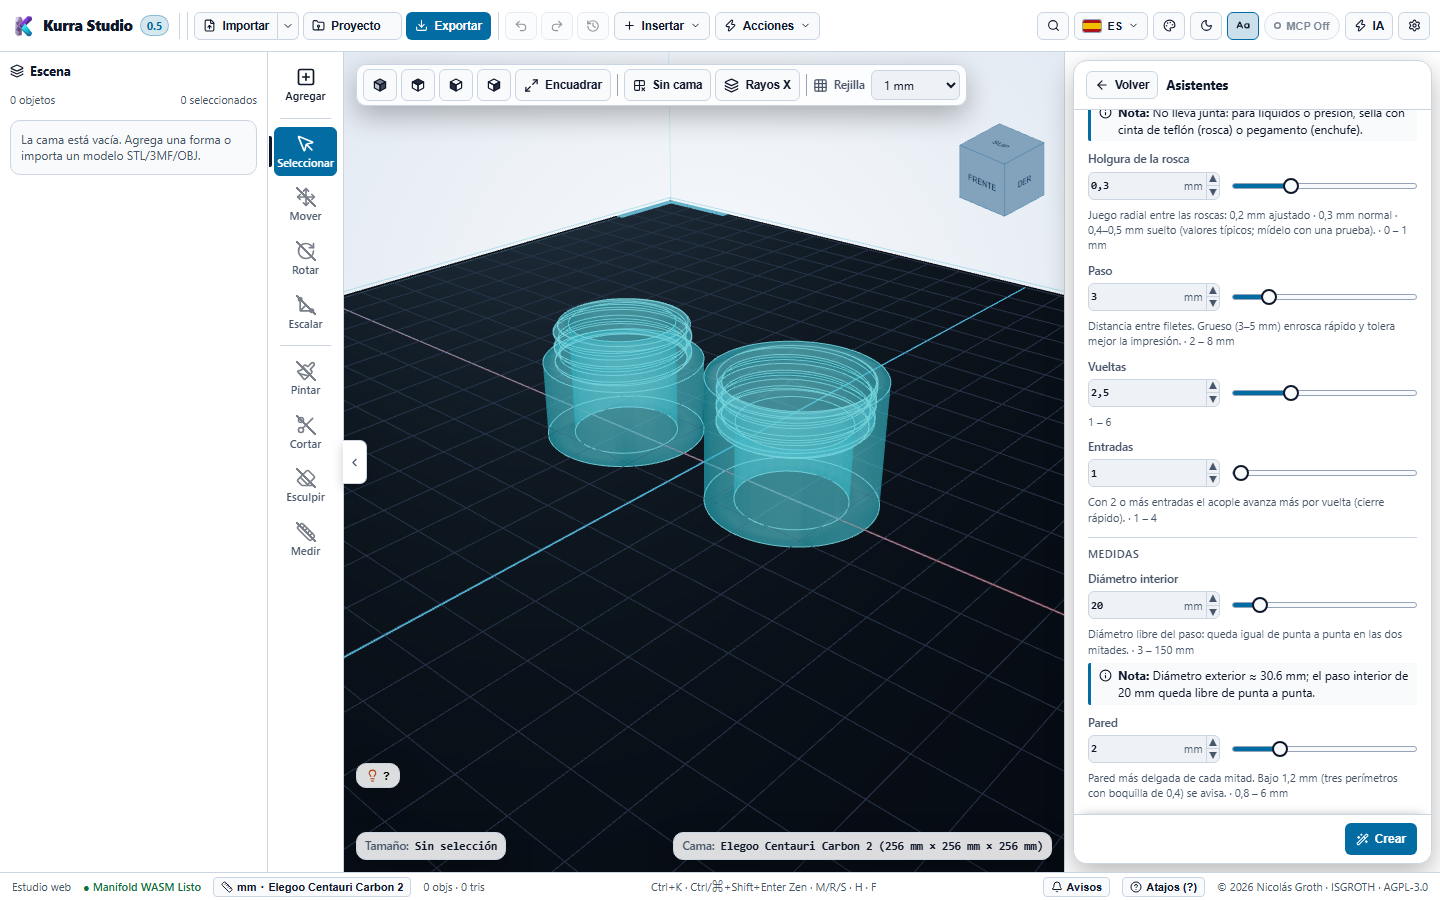 Kurra Studio 0.5
Importar
Proyecto
Exportar
Insertar
Acciones
ES
Aa
MCP Off
IA
Escena
0 objetos
0 seleccionados
La cama está vacía. Agrega una forma o
importa un modelo STL/3MF/OBJ.
Agregar
Seleccionar
Mover
Rotar
Escalar
Pintar
Cortar
Esculpir
Medir
Encuadrar
Sin cama
Rayos X
Rejilla
1 mm
SUP
FRENTE
DER
?
Tamaño: Sin selección
Cama: Elegoo Centauri Carbon 2 (256 mm × 256 mm × 256 mm)
Volver
Asistentes
Nota: No lleva junta: para líquidos o presión, sella con
cinta de teflón (rosca) o pegamento (enchufe).
Holgura de la rosca
0,3 mm
Juego radial entre las roscas: 0,2 mm ajustado · 0,3 mm normal ·
0,4–0,5 mm suelto (valores típicos; mídelo con una prueba). · 0 – 1
mm
Paso
3 mm
Distancia entre filetes. Grueso (3–5 mm) enrosca rápido y tolera
mejor la impresión. · 2 – 8 mm
Vueltas
2,5
1 – 6
Entradas
1
Con 2 o más entradas el acople avanza más por vuelta (cierre
rápido). · 1 – 4
MEDIDAS
Diámetro interior
20 mm
Diámetro libre del paso: queda igual de punta a punta en las dos
mitades. · 3 – 150 mm
Nota: Diámetro exterior ≈ 30.6 mm; el paso interior de
20 mm queda libre de punta a punta.
Pared
2 mm
Pared más delgada de cada mitad. Bajo 1,2 mm (tres perímetros
con boquilla de 0,4) se avisa. · 0,8 – 6 mm
Crear
Estudio web
Manifold WASM Listo
mm · Elegoo Centauri Carbon 2
0 objs · 0 tris
Ctrl+K · Ctrl/⌘+Shift+Enter Zen · M/R/S · H · F
Avisos
Atajos (?)
© 2026 Nicolás Groth · ISGROTH · AGPL-3.0